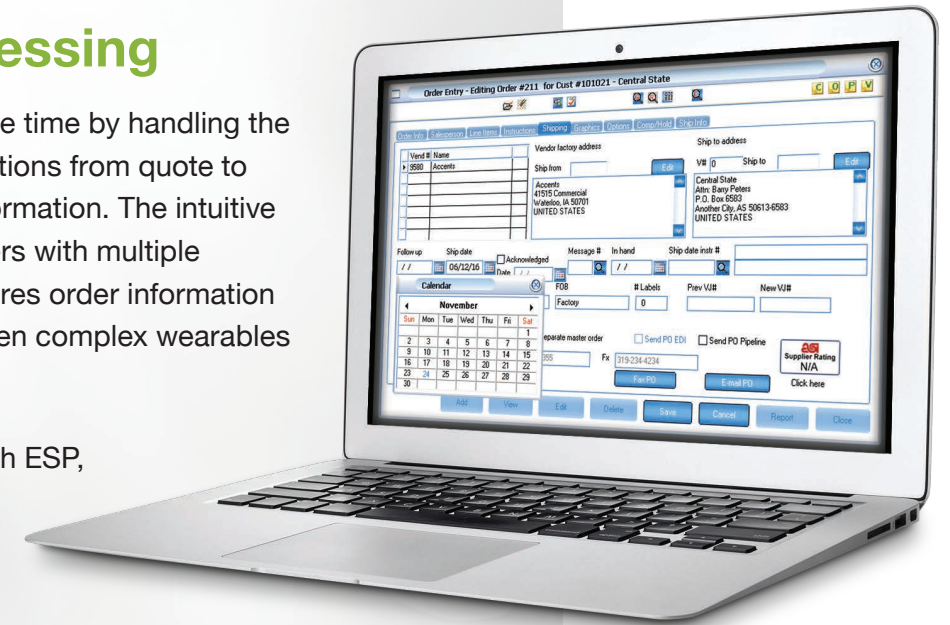 essing
e time by handling the
tions from quote to
ormation. The intuitive
rs with multiple
res order information
en complex wearables
h ESP,
Order Entry - Editing Order #211 for Cust #101021 - Central State
C O P V
Order Info Salesperson Line Items Instructions Shipping Graphics Options Comp/Hold Ship Info
Vend # Name
9580 Accents
Vendor factory address
Ship from Edit
Accents
41515 Commercial
Waterloo, IA 50701
UNITED STATES
Ship to address
V# 0 Ship to Edit
Central State
Attn: Barry Peters
P.O. Box 6583
Another City, AS 50613-6583
UNITED STATES
Follow up Ship date Acknowledged Message # In hand Ship date instr #
/ / 06/12/16 Date / / / /
FOB # Labels Prev VJ# New VJ#
Factory 0
Calendar
November
Sun Mon Tue Wed Thu Fri Sat
1
2 3 4 5 6 7 8
9 10 11 12 13 14 15
16 17 18 19 20 21 22
23 24 25 26 27 28 29
30
eparate master order Send PO EDI Send PO Pipeline
355 Fx 319-234-4234
Fax PO E-mail PO
asi
Supplier Rating
N/A
Click here
Add View Edit Delete Save Cancel Report Close